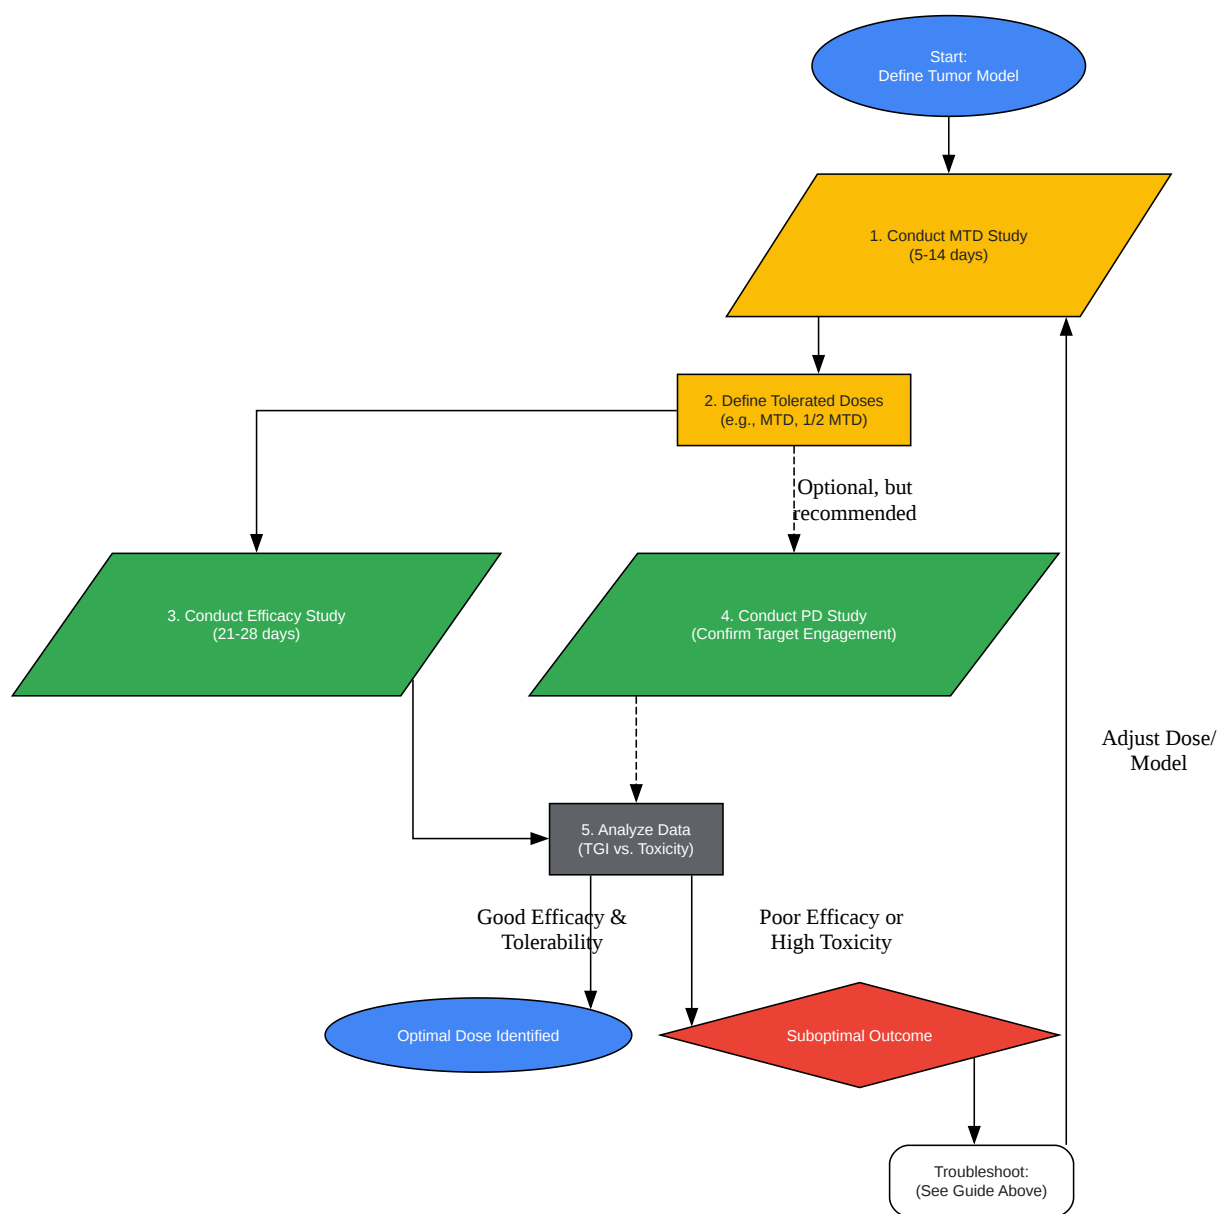 Start:
Define Tumor Model
1. Conduct MTD Study
(5-14 days)
2. Define Tolerated Doses
(e.g., MTD, 1/2 MTD)
Optional, but
recommended
3. Conduct Efficacy Study
(21-28 days)
4. Conduct PD Study
(Confirm Target Engagement)
Adjust Dose/
Model
5. Analyze Data
(TGI vs. Toxicity)
Good Efficacy &
Tolerability
Poor Efficacy or
High Toxicity
Optimal Dose Identified
Suboptimal Outcome
Troubleshoot:
(See Guide Above)